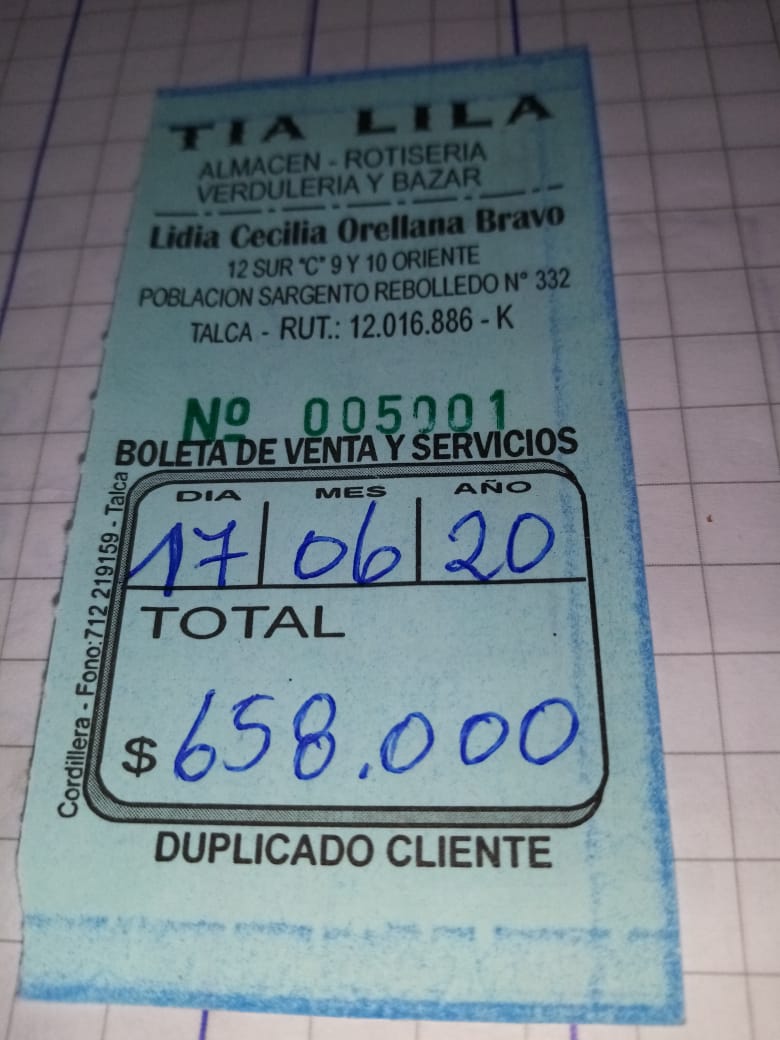 TIA LILA
ALMACEN - ROTISERIA
VERDULERIA Y BAZAR
Lidia Cecilia Orellana Bravo
12 SUR "C" 9 Y 10 ORIENTE
POBLACION SARGENTO REBOLLEDO N° 332
TALCA - RUT.: 12.016.886 - K
Nº 005001
BOLETA DE VENTA Y SERVICIOS
DIA MES AÑO
17 06 20
TOTAL
$ 658.000
DUPLICADO CLIENTE
Cordillera - Fono:712 219159 - Talca